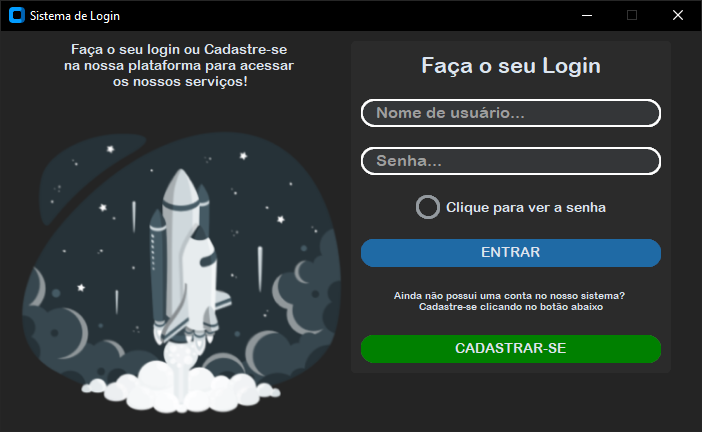 Sistema de Login
Faça o seu login ou Cadastre-se
na nossa plataforma para acessar
os nossos serviços!
Faça o seu Login
Nome de usuário...
Senha...
Clique para ver a senha
ENTRAR
Ainda não possui uma conta no nosso sistema?
Cadastre-se clicando no botão abaixo
CADASTRAR-SE